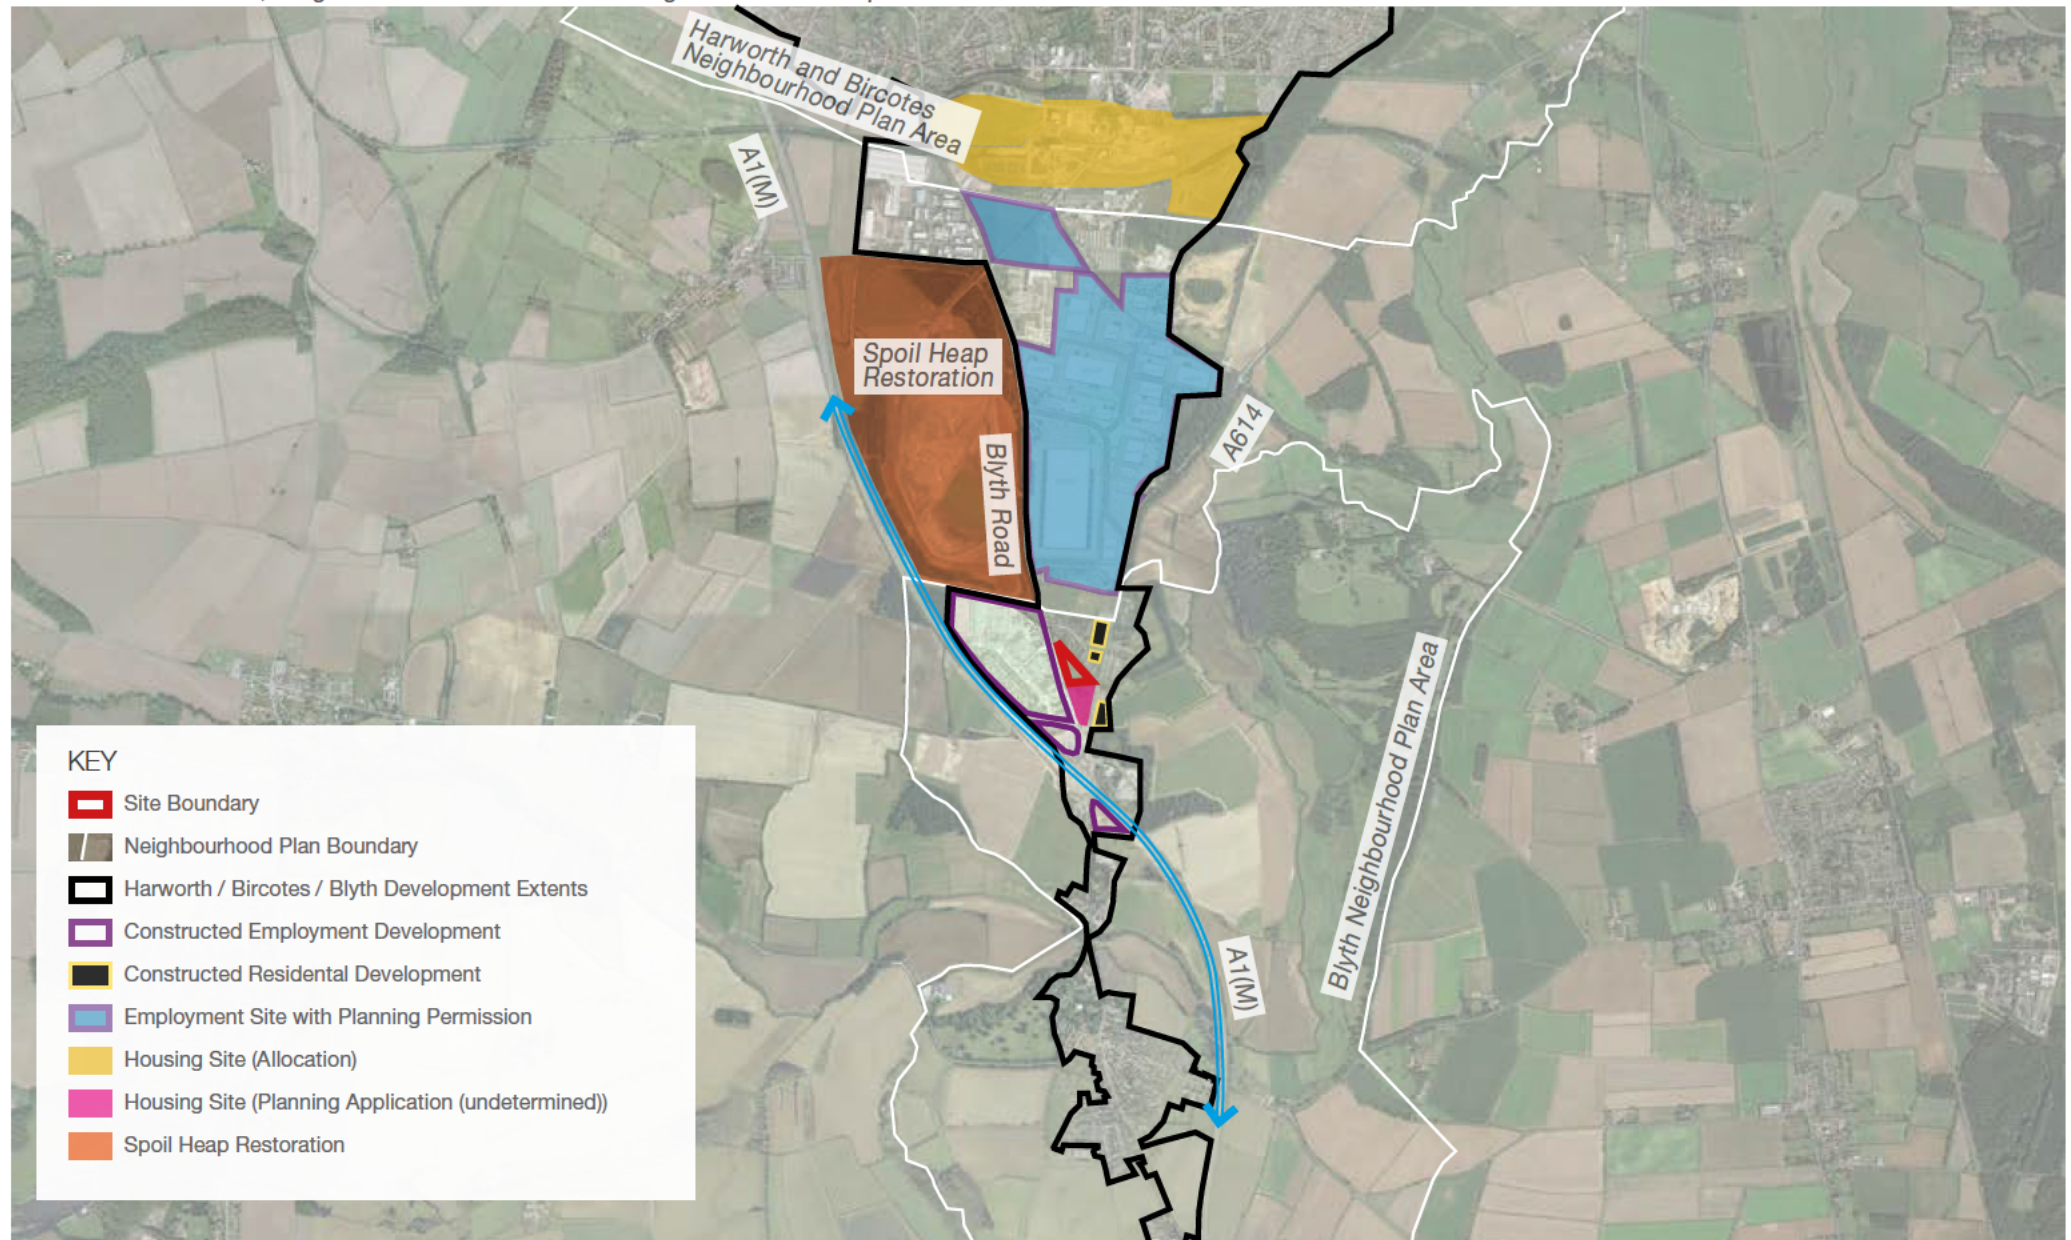 Harworth and Bircotes
Neighbourhood Plan Area
A1(M)
Spoil Heap
Restoration
A614
Blyth Road
Blyth Neighbourhood Plan Area
A1(M)
KEY
Site Boundary
Neighbourhood Plan Boundary
Harworth / Bircotes / Blyth Development Extents
Constructed Employment Development
Constructed Residental Development
Employment Site with Planning Permission
Housing Site (Allocation)
Housing Site (Planning Application (undetermined))
Spoil Heap Restoration